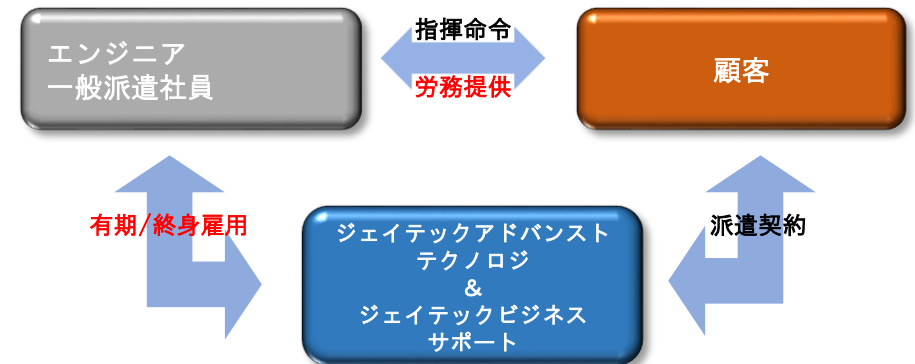 エンジニア
一般派遣社員
指揮命令
労務提供
顧客
有期/終身雇用
派遣契約
ジェイテックアドバンスト
テクノロジ
&
ジェイテックビジネス
サポート